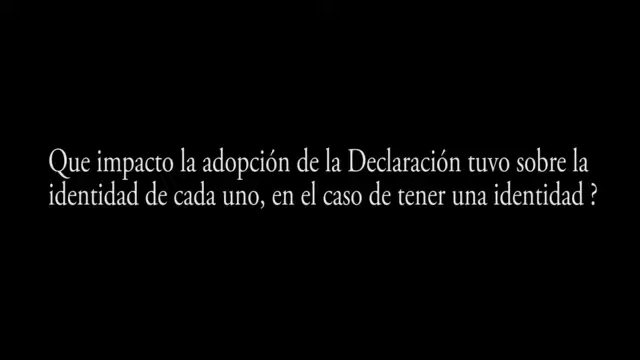 Que impacto la adopción de la Declaración tuvo sobre la
identidad de cada uno, en el caso de tener una identidad ?